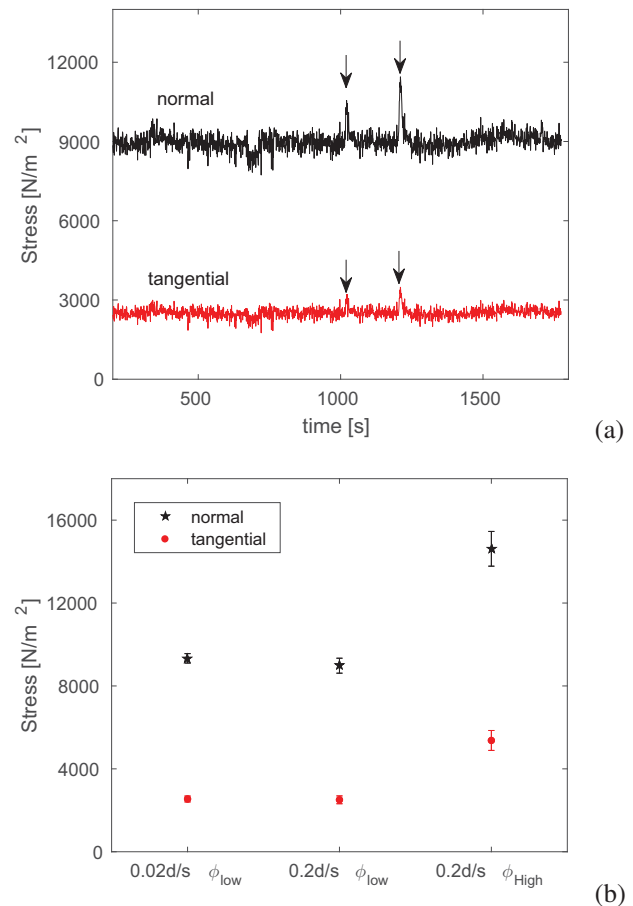 12000
normal
9000
Stress [N/m 2]
6000
tangential
3000
0
500 1000 1500
time [s]
(a)
16000
normal
tangential
12000
Stress [N/m 2]
8000
4000
0
0.02d/s ϕlow 0.2d/s ϕlow 0.2d/s ϕHigh
(b)